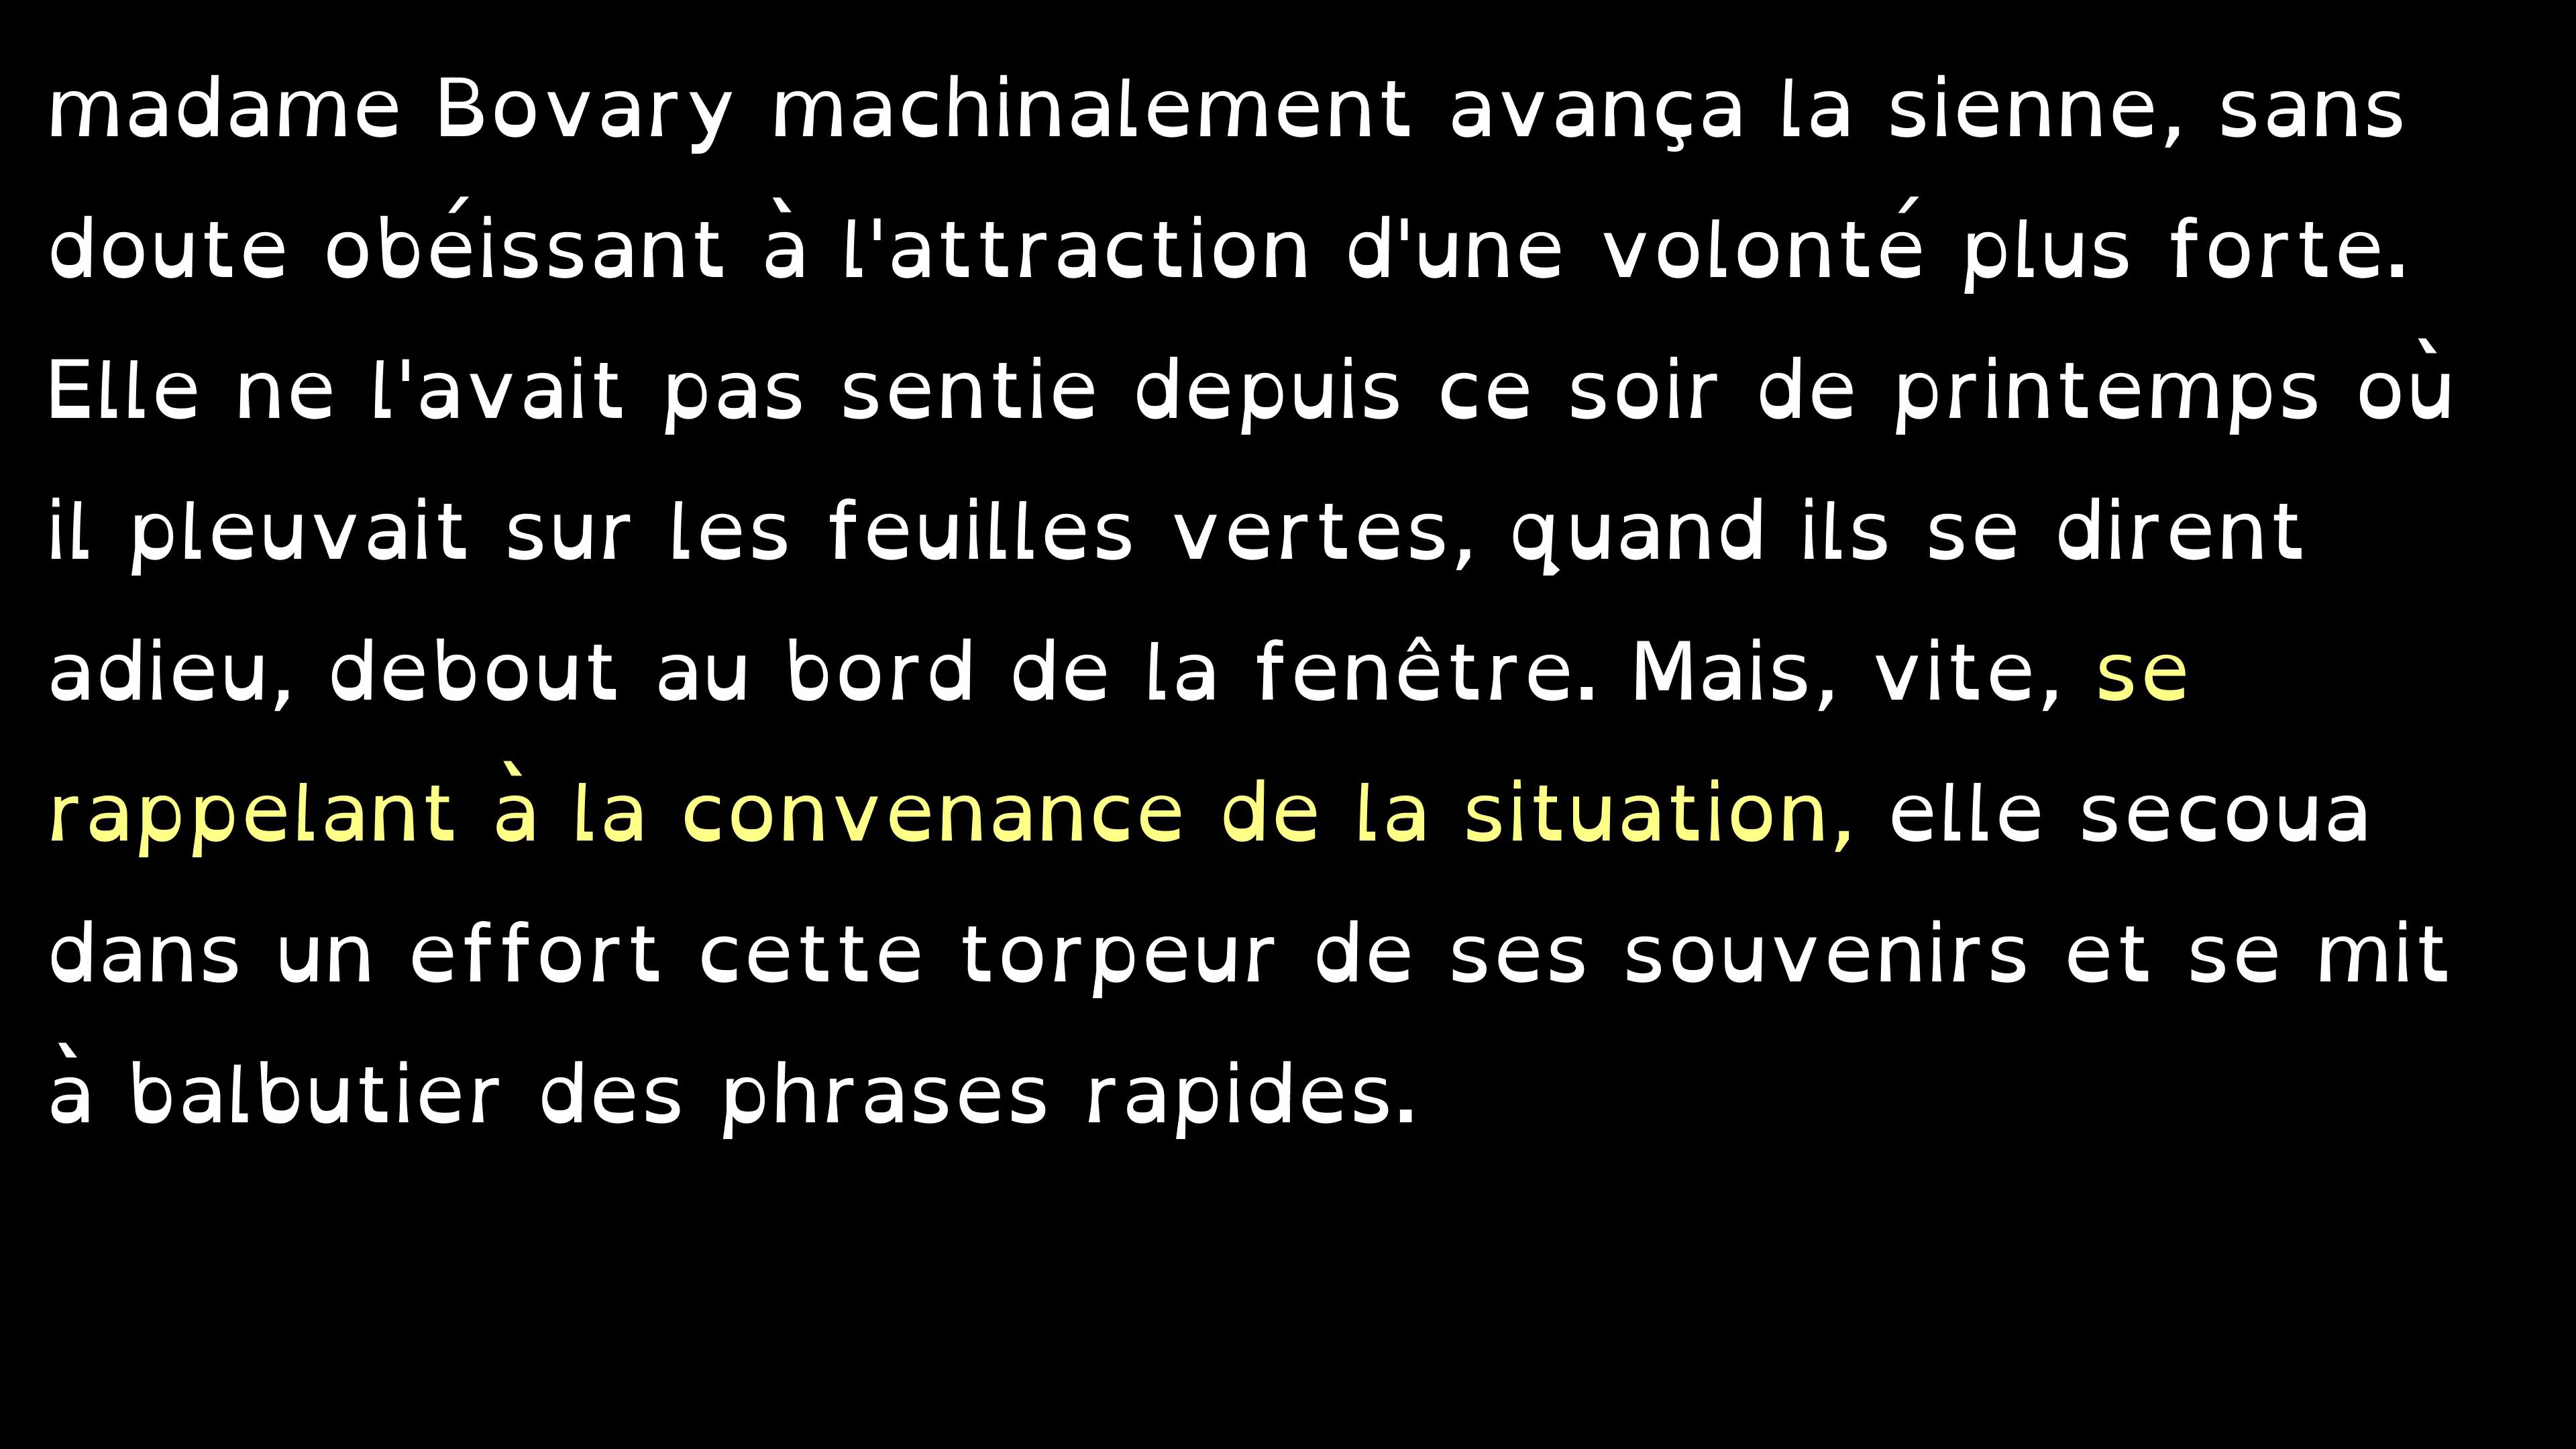 madame Bovary machinalement avança la sienne, sans
doute obéissant à l'attraction d'une volonté plus forte.
Elle ne l'avait pas sentie depuis ce soir de printemps où
il pleuvait sur les feuilles vertes, quand ils se dirent
adieu, debout au bord de la fenêtre. Mais, vite, se
rappelant à la convenance de la situation, elle secoua
dans un effort cette torpeur de ses souvenirs et se mit
à balbutier des phrases rapides.